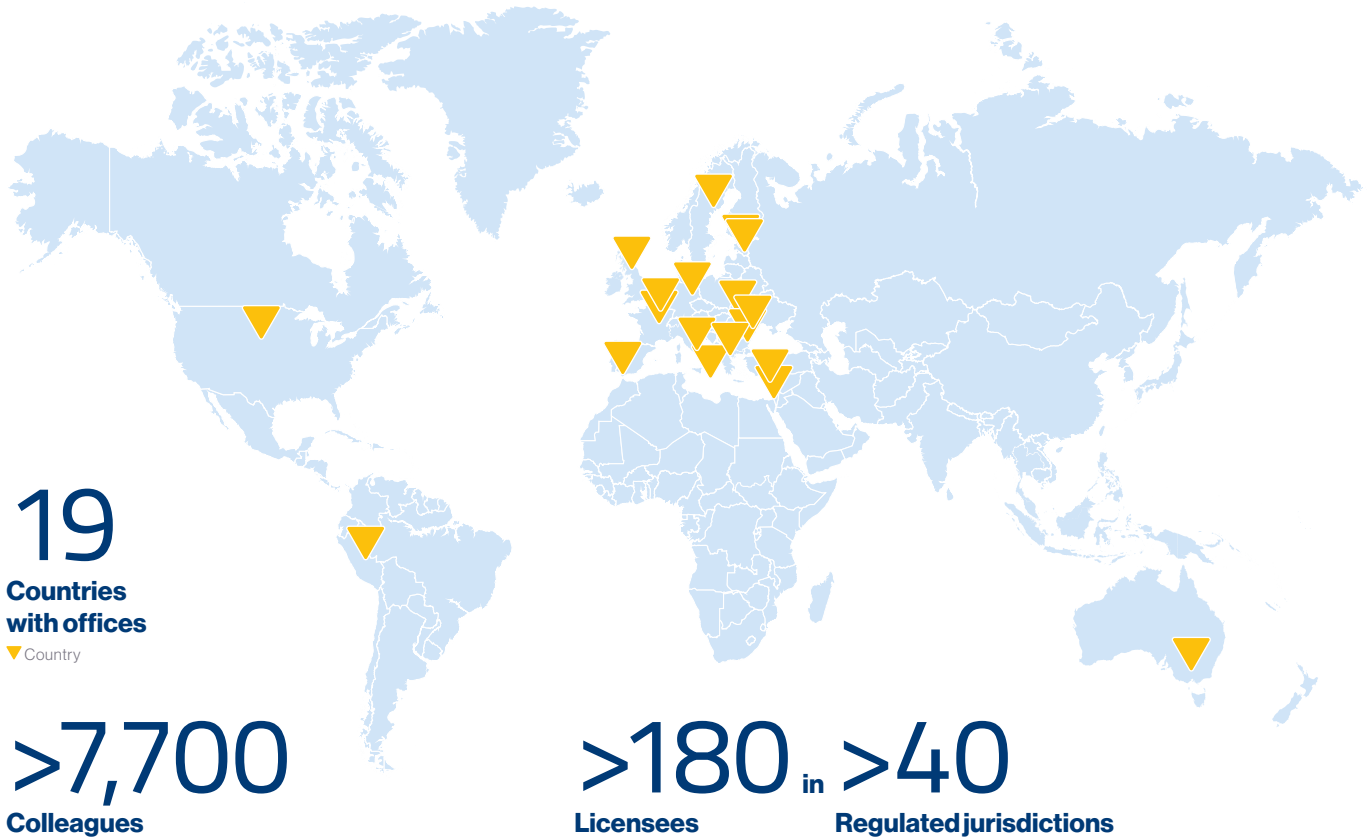 19
Countries
with offices
Country
>7,700
Colleagues
>180 in >40
Licensees
Regulated jurisdictions